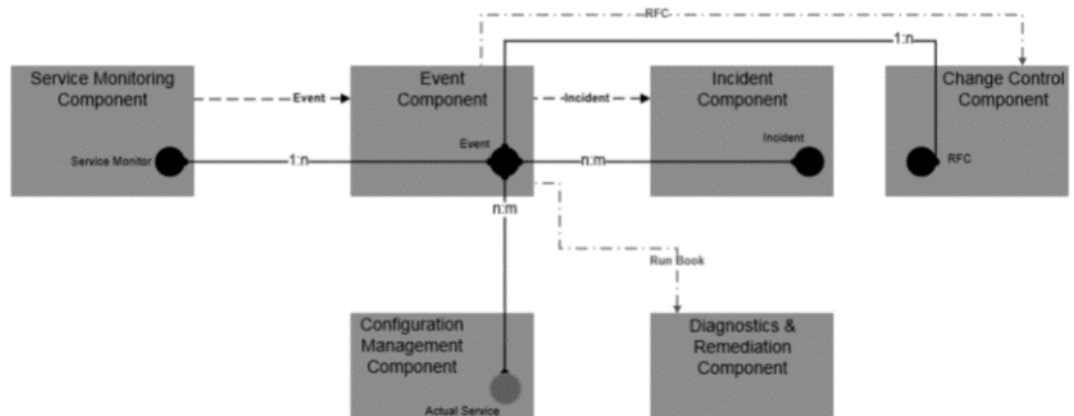 RFC
1:n
Service Monitoring
Component
Event
Event
Component
Incident
Incident
Component
Change Control
Component
Service Monitor
1:n
Event
n:m
Incident
RFC
n:m
Run Book
Configuration
Management
Component
Actual Service
Diagnostics &
Remediation
Component